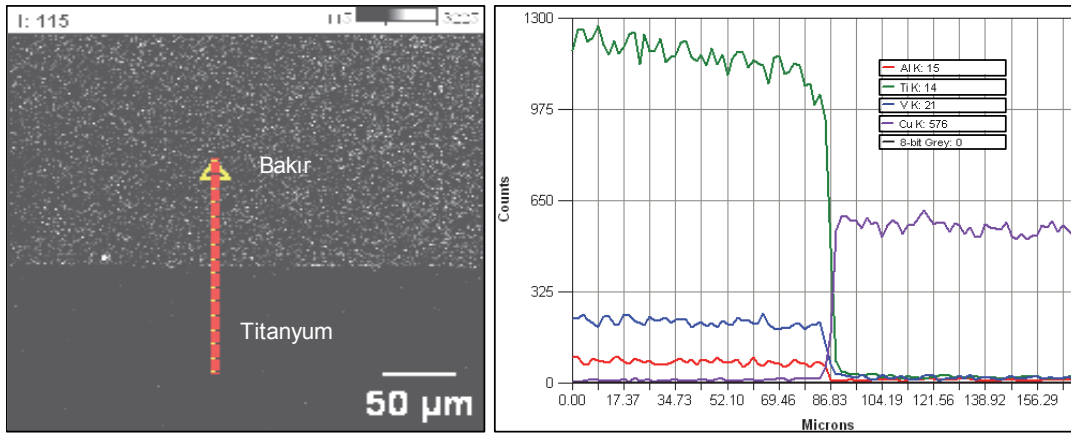 I: 115
115 3225
Bakır
Titanyum
50 µm
1300
975
650
325
0
Counts
Al K: 15
Ti K: 14
V K: 21
Cu K: 576
8-bit Grey: 0
0.00 17.37 34.73 52.10 69.46 86.83 104.19 121.56 138.92 156.29
Microns